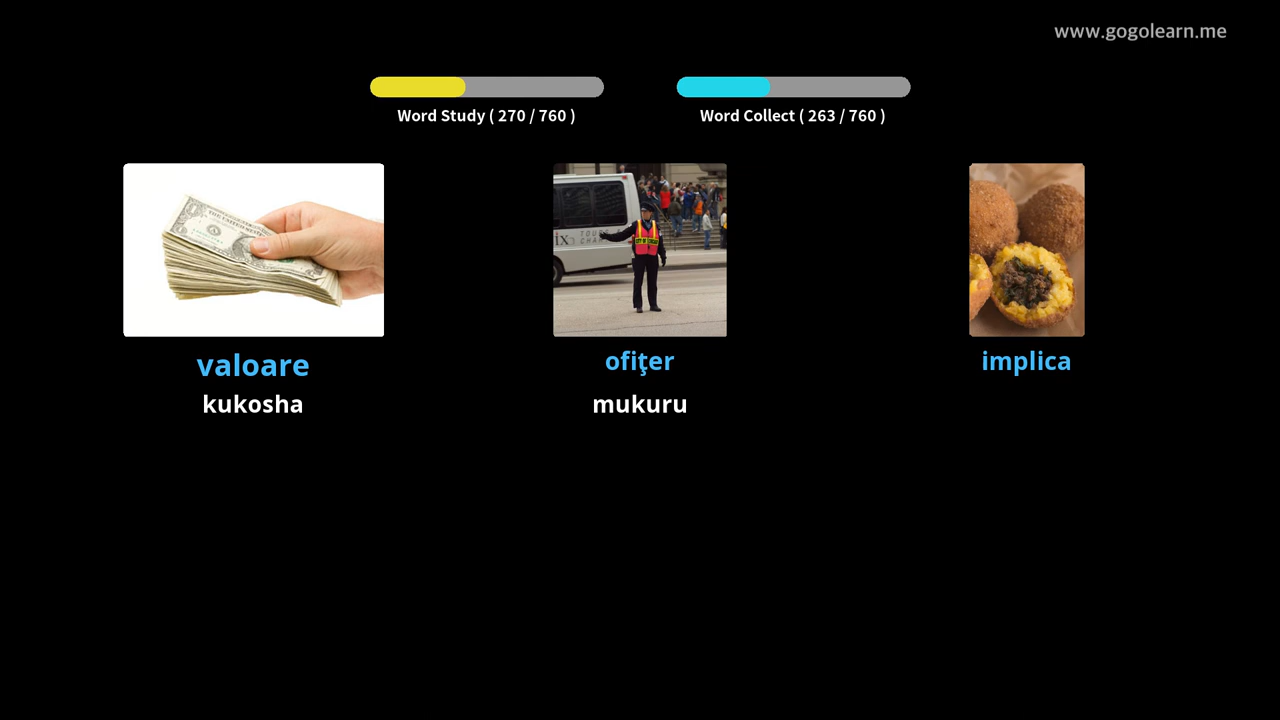 www.gogolearn.me
Word Study ( 270 / 760 )
Word Collect ( 263 / 760 )
valoare
kukosha
ofiţer
mukuru
implica